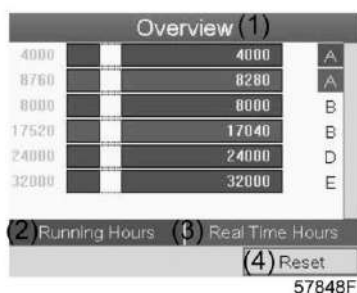 Overview (1)
4000 4000 A
8760 8280 A
8000 8000 B
17520 17040 B
24000 24000 D
32000 32000 E
(2) Running Hours (3) Real Time Hours
(4) Reset
57848F